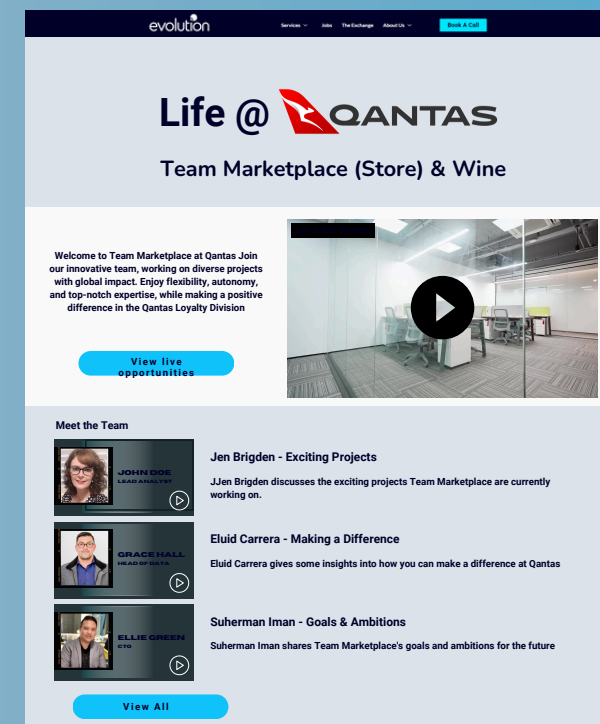 evolution
Services
Jobs
The Exchange
About Us
Book A Call
Life @ QANTAS
Team Marketplace (Store) & Wine
Welcome to Team Marketplace at Qantas Join
our innovative team, working on diverse projects
with global impact. Enjoy flexibility, autonomy,
and top-notch expertise, while making a positive
difference in the Qantas Loyalty Division
View live
opportunities
Meet the Team
JOHN DOE
LEAD ANALYST
Jen Brigden - Exciting Projects
JJen Brigden discusses the exciting projects Team Marketplace are currently
working on.
GRACE HALL
HEAD OF DATA
Eluid Carrera - Making a Difference
Eluid Carrera gives some insights into how you can make a difference at Qantas
ELLIE GREEN
CTO
Suherman Iman - Goals & Ambitions
Suherman Iman shares Team Marketplace's goals and ambitions for the future
View All